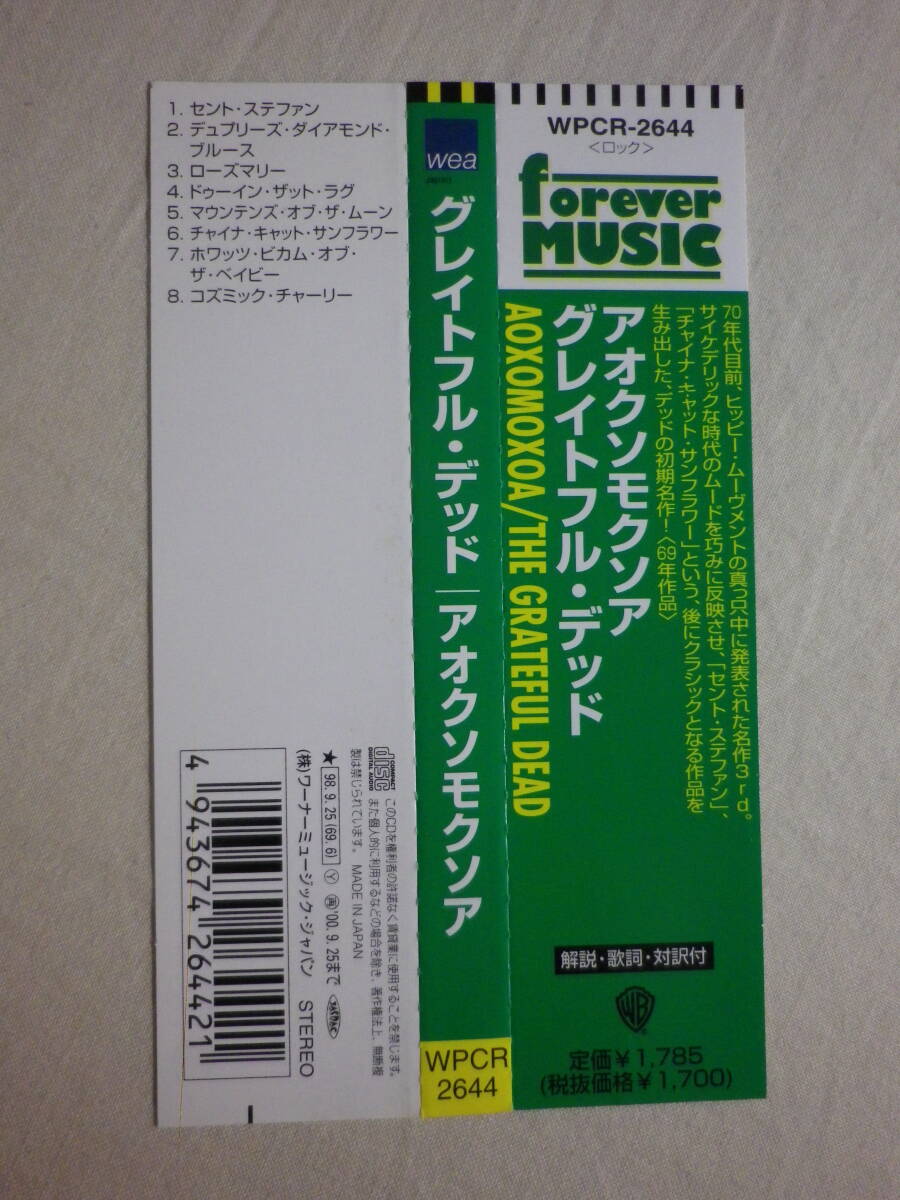 1. セント・ステファン
2. デュプリーズ・ダイアモンド・
ブルース
3. ローズマリー
4. ドゥーイン・ザット・ラグ
5. マウンテンズ・オブ・ザ・ムーン
6. チャイナ・キャット・サンフラワー
7. ホワッツ・ビカム・オブ・
ザ・ベイビー
8. コズミック・チャーリー
COMPACT
disc
DIGITAL AUDIO
このCDを権利者の許諾なく賃貸業に使用することを禁じます。
また個人的に利用するなどの場合を除き、著作権法上、無断複
製は禁じられています。 MADE IN JAPAN
★ 98.9.25(69.6) Ⓨ 画'00.9.25まで
(株)ワーナーミュージック・ジャパン STEREO
4 943674 264421
wea
グレイトフル・デッド|アオクソモクソア
WPCR
2644
WPCR-2644
〈ロック〉
forever
MUSIC
70年代目前、ヒッピー・ムーヴメントの真っ只中に発表された名作3rd。
サイケデリックな時代のムードを巧みに反映させ、「セント・ステファン」、
「チャイナ・キャット・サンフラワー」という、後にクラシックとなる作品を
生み出した、デッドの初期名作!〈69年作品〉
アオクソモクソア
グレイトフル・デッド
AOXOMOXOA/THE GRATEFUL DEAD
解説・歌詞・対訳付
WB
定価￥1,785
(税抜価格￥1,700)